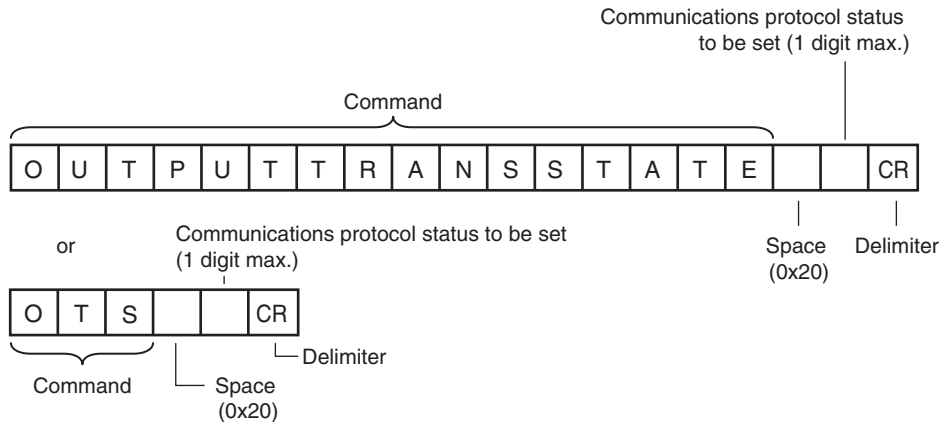 Communications protocol status
to be set (1 digit max.)
Command
O U T P U T T R A N S S T A T E CR
Space
(0x20)
Delimiter
or
Communications protocol status to be set
(1 digit max.)
O T S CR
Delimiter
Command
Space
(0x20)